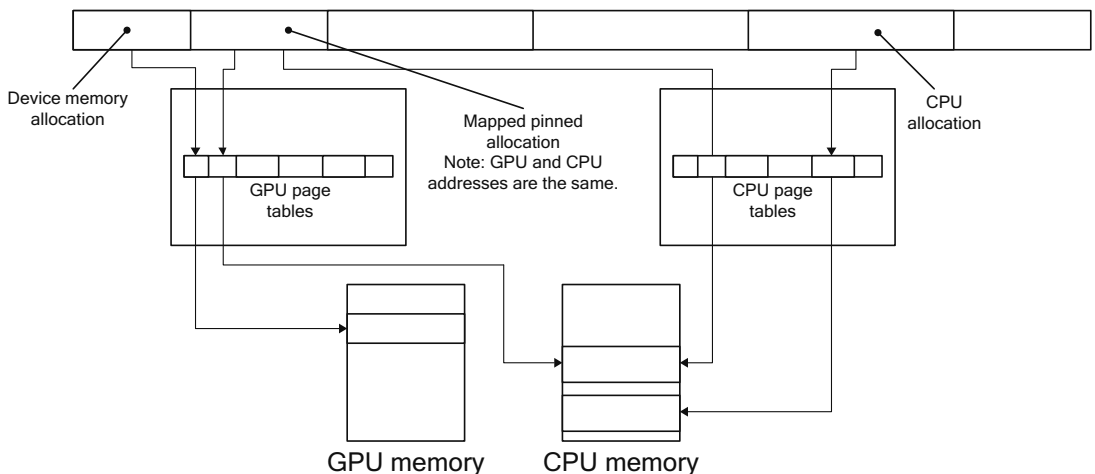 Device memory
allocation
Mapped pinned
allocation
Note: GPU and CPU
addresses are the same.
CPU
allocation
GPU page
tables
CPU page
tables
GPU memory
CPU memory